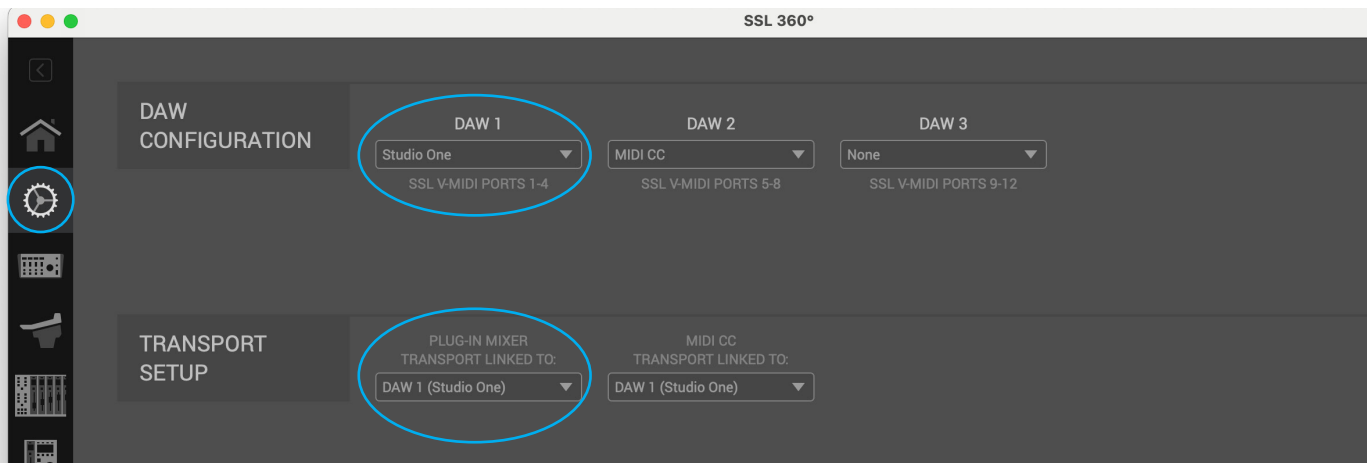 SSL 360°
DAW
CONFIGURATION
DAW 1
DAW 2
DAW 3
Studio One
MIDI CC
None
SSL V-MIDI PORTS 1-4
SSL V-MIDI PORTS 5-8
SSL V-MIDI PORTS 9-12
TRANSPORT
SETUP
PLUG-IN MIXER
TRANSPORT LINKED TO:
DAW 1 (Studio One)
MIDI CC
TRANSPORT LINKED TO:
DAW 1 (Studio One)